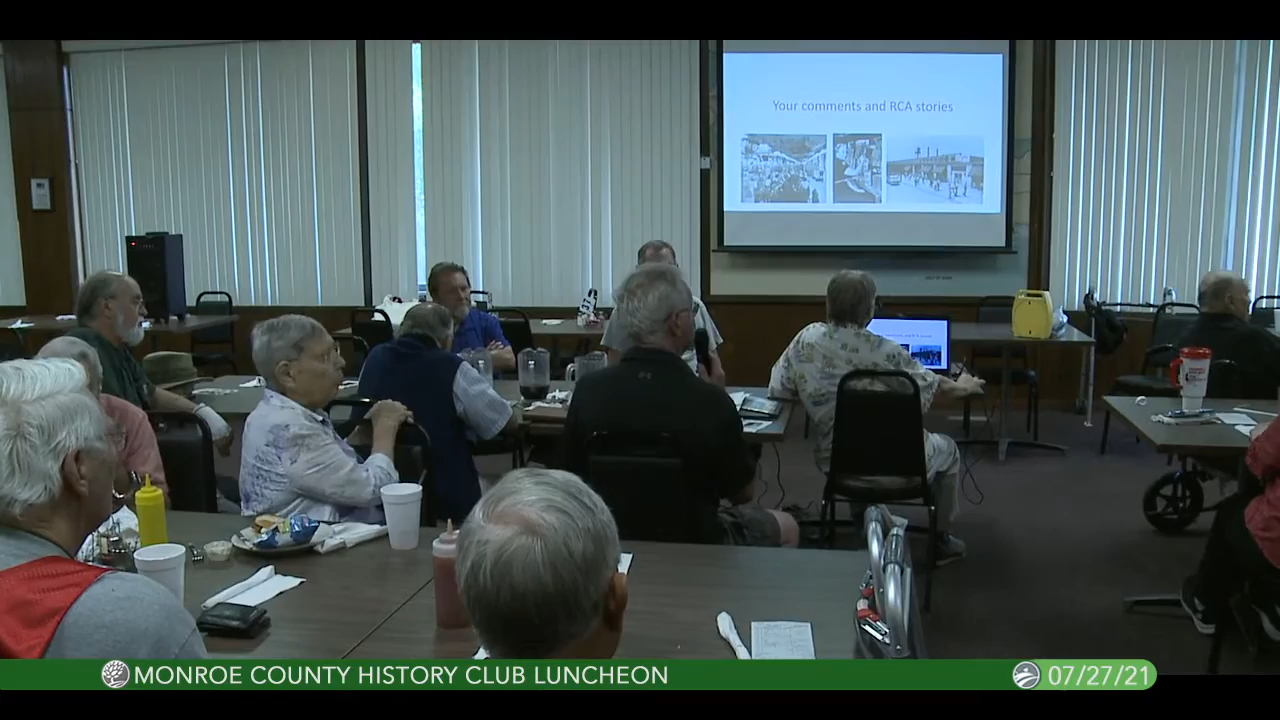 Your comments and RCA stories
MONROE COUNTY HISTORY CLUB LUNCHEON
07/27/21